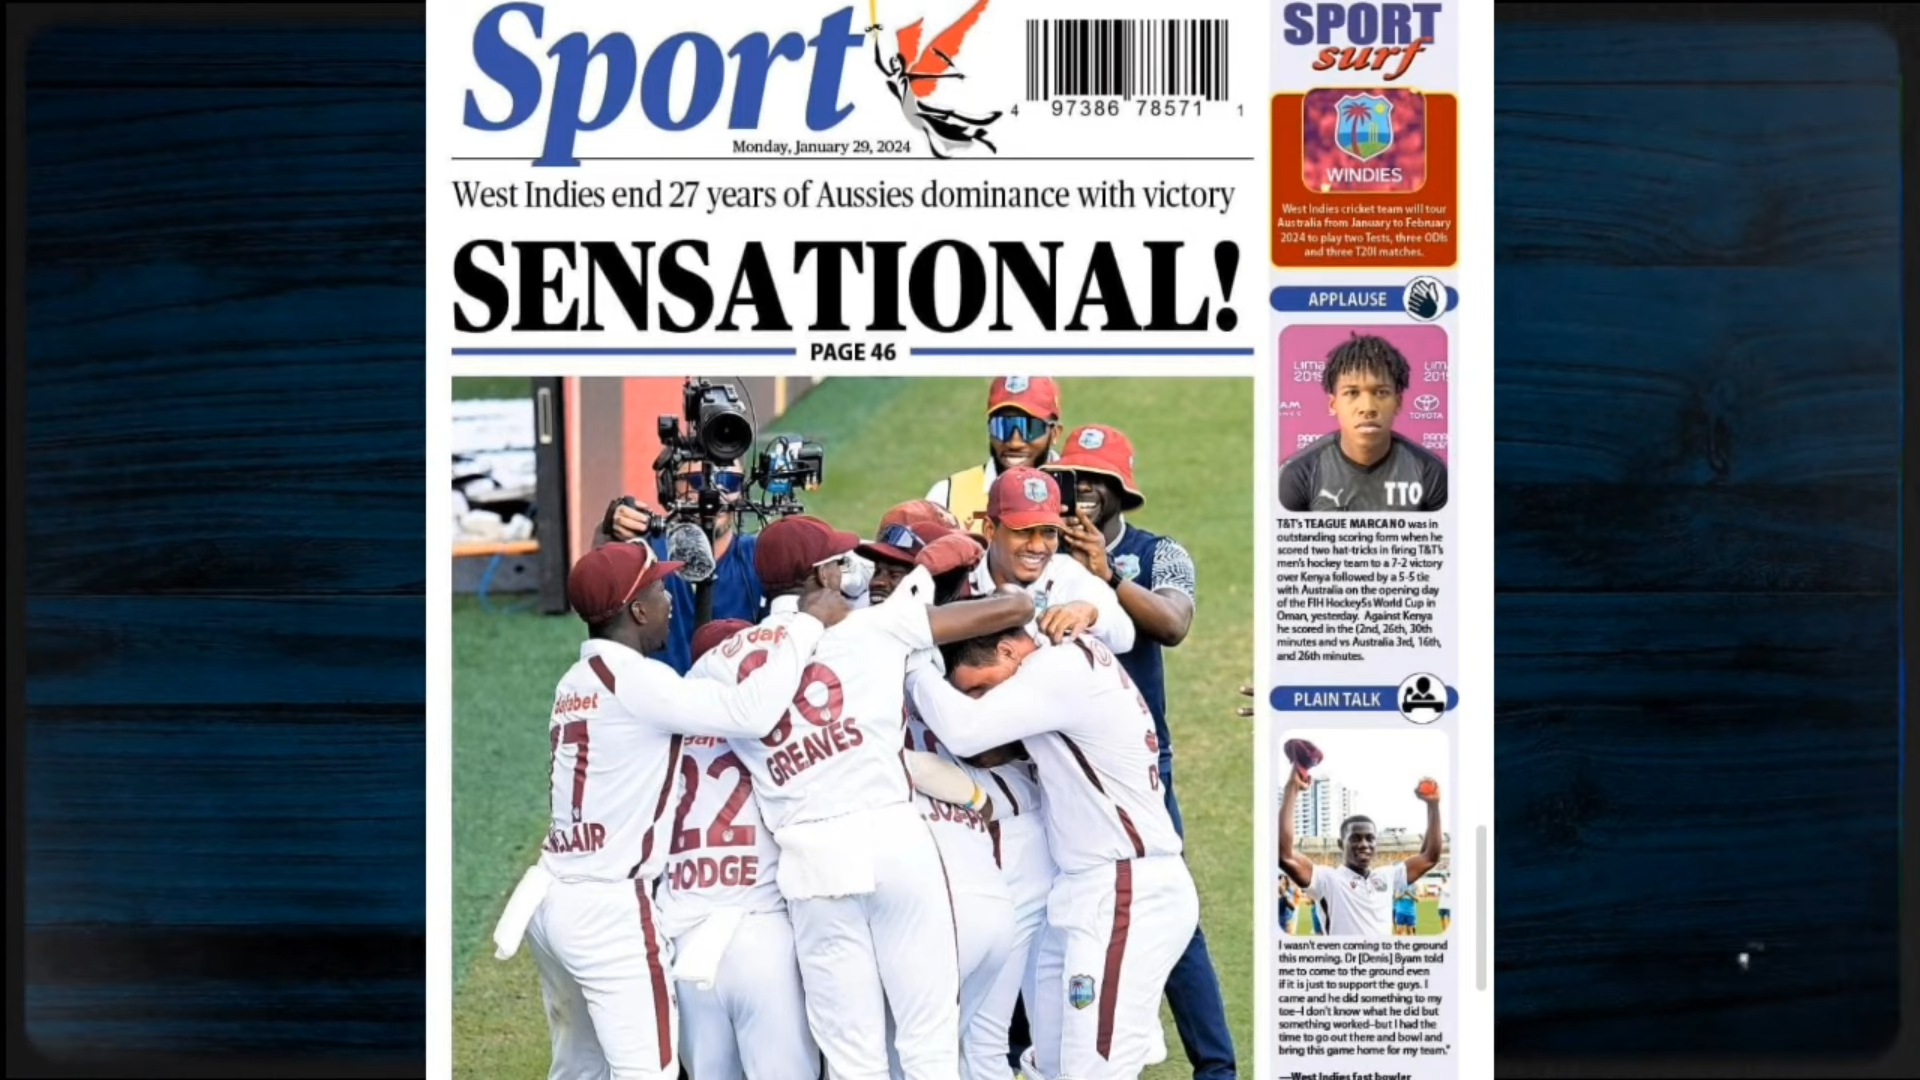 Sport
Monday, January 29, 2024
4 97386 78571 1
West Indies end 27 years of Aussies dominance with victory
SENSATIONAL!
PAGE 46
dafabet
GREAVES
22
HODGE
SPORT
surf
WINDIES
West Indies cricket team will tour
Australia from January to February
2024 to play two Tests, three ODIs
and three T20I matches.
APPLAUSE
TOYOTA
TTO
T&T's TEAGUE MARCANO was in
outstanding scoring form when he
scored two hat-tricks in firing T&T's
men's hockey team to a 7-2 victory
over Kenya followed by a 5-5 tie
with Australia on the opening day
of the FIH Hockey5s World Cup in
Oman, yesterday. Against Kenya
he scored in the (2nd, 26th, 30th
minutes and vs Australia 3rd, 16th,
and 26th minutes.
PLAIN TALK
I wasn't even coming to the ground
this morning. Dr [Denis] Byam told
me to come to the ground even
if it is just to support the guys. I
came and he did something to my
toe–I don't know what he did but
something worked–but I had the
time to go out there and bowl and
bring this game home for my team."
—West Indies fast bowler